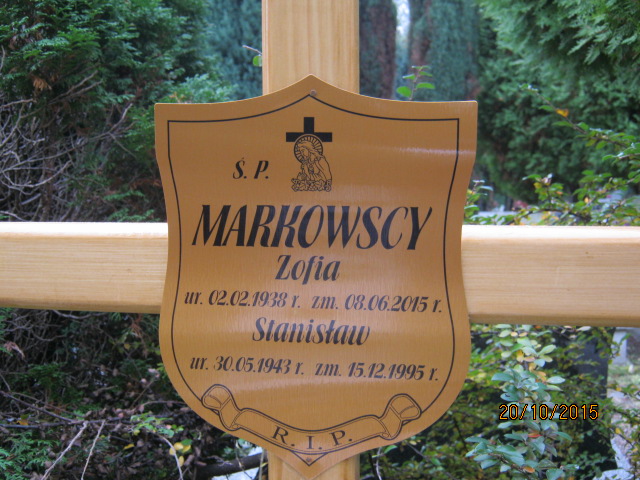 Ś. P.
MARKOWSCY
Zofia
ur. 02.02.1938 r. zm. 08.06.2015 r.
Stanisław
ur. 30.05.1943 r. zm. 15.12.1995 r.
R.I.P.
20/10/2015